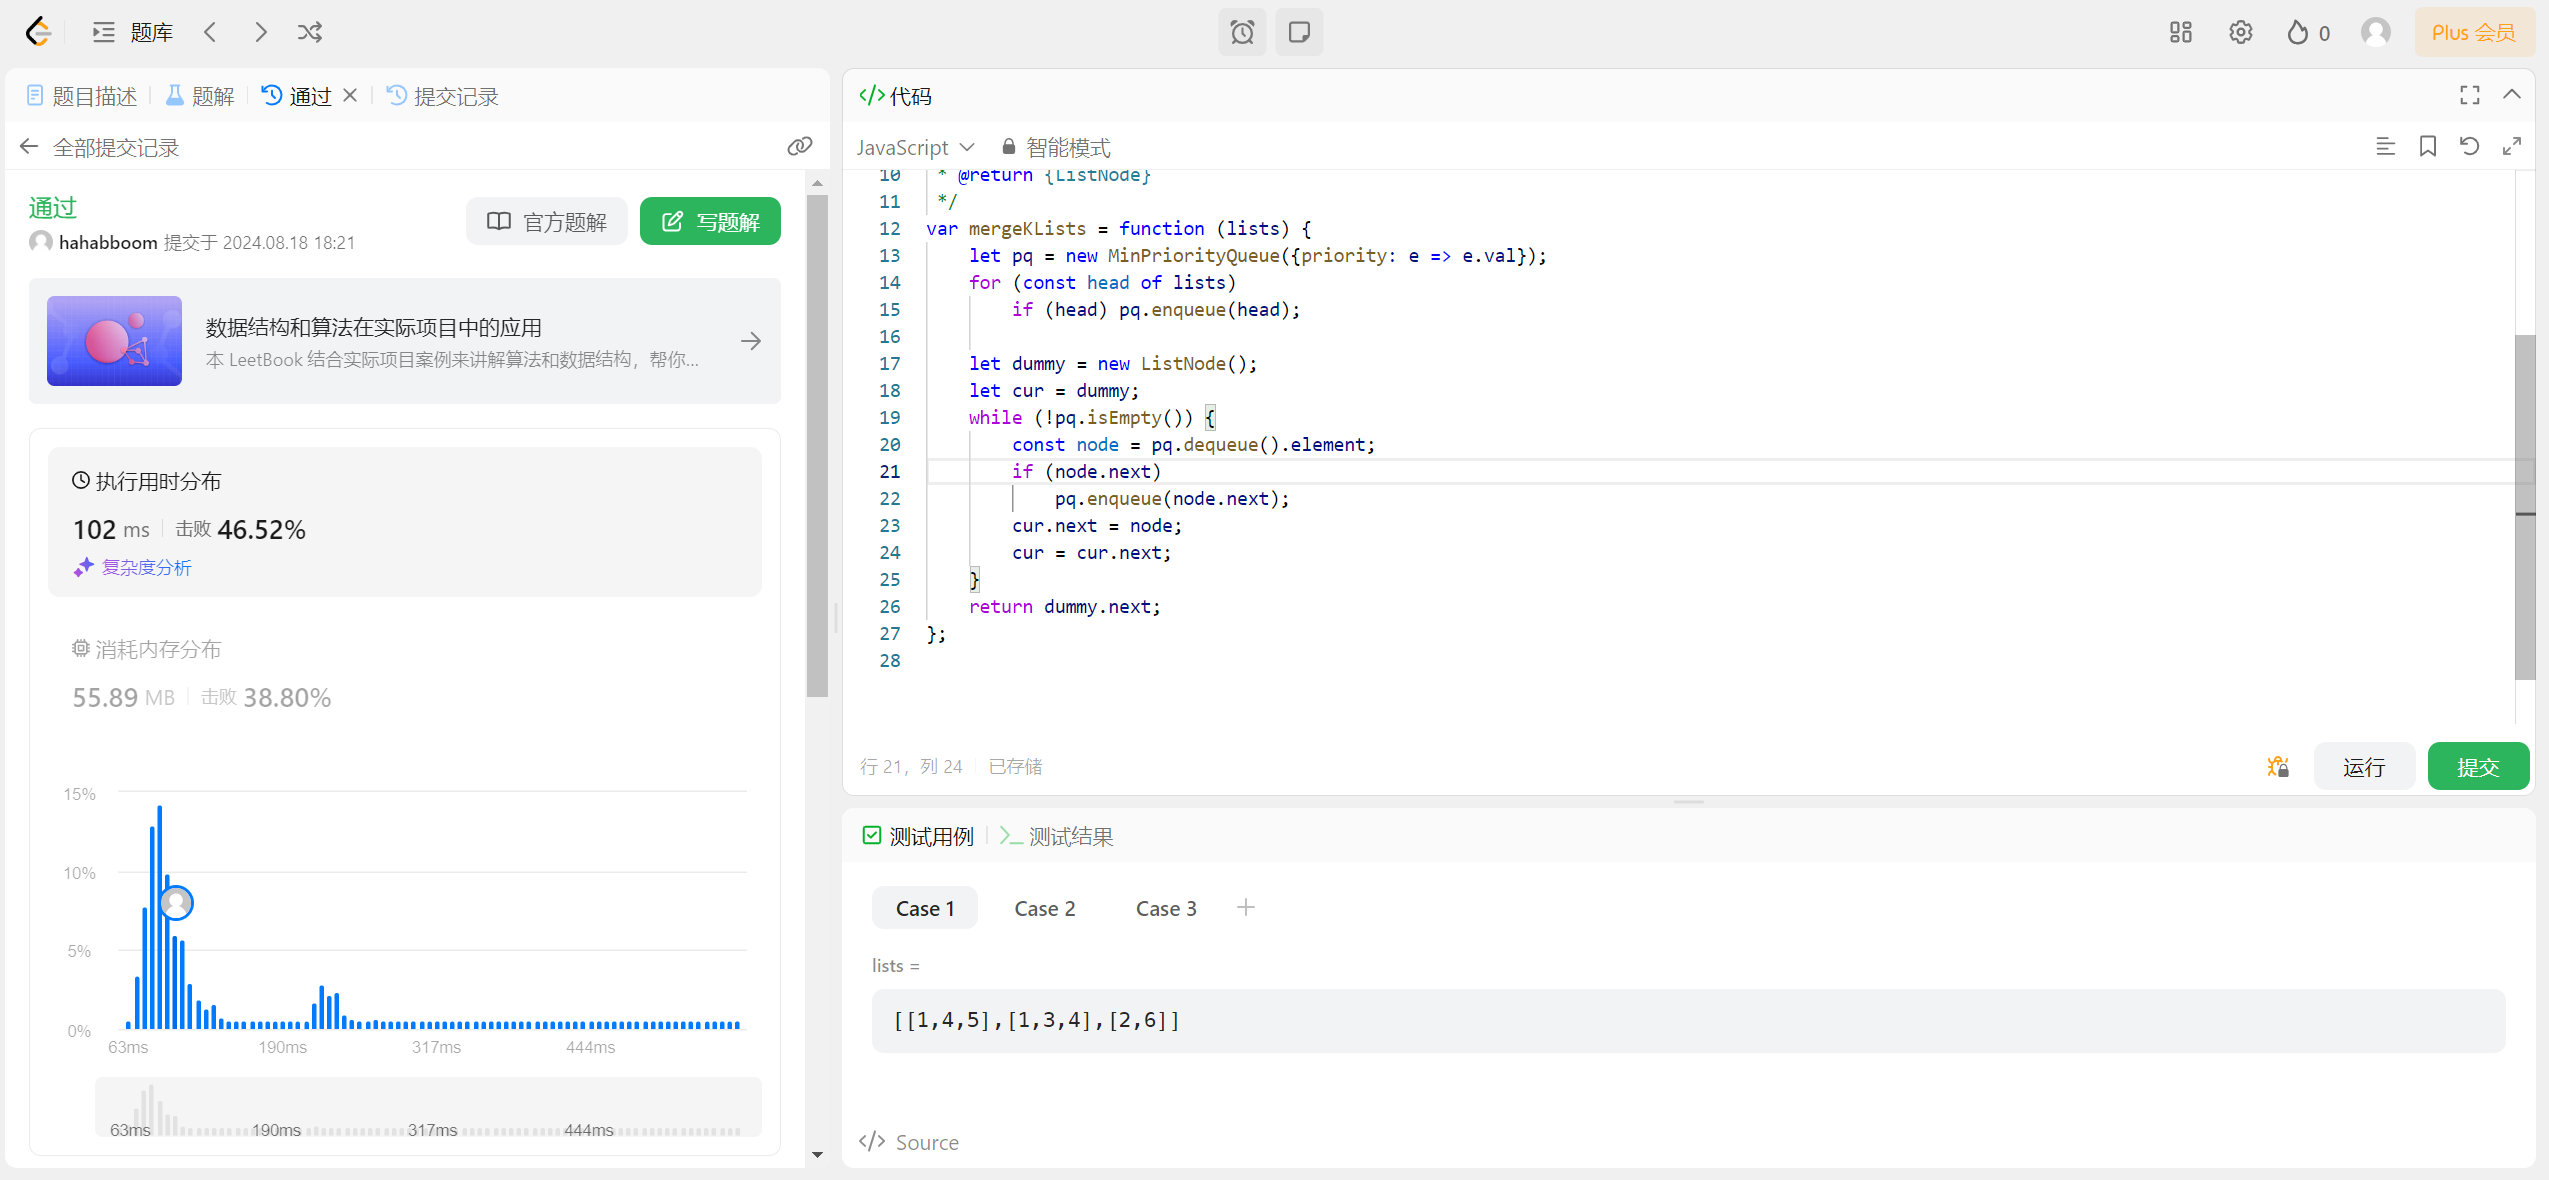 题库
0
Plus 会员
题目描述
题解
通过
提交记录
全部提交记录
通过
hahabboom 提交于 2024.08.18 18:21
官方题解
写题解
数据结构和算法在实际项目中的应用
本 LeetBook 结合实际项目案例来讲解算法和数据结构，帮你...
执行用时分布
102 ms 击败 46.52%
复杂度分析
消耗内存分布
55.89 MB 击败 38.80%
15%
10%
5%
0%
63ms 190ms 317ms 444ms
63ms 190ms 317ms 444ms
代码
JavaScript 智能模式
10 * @return {ListNode}
11 */
12 var mergeKLists = function (lists) {
13 let pq = new MinPriorityQueue({priority: e => e.val});
14 for (const head of lists)
15 if (head) pq.enqueue(head);
16
17 let dummy = new ListNode();
18 let cur = dummy;
19 while (!pq.isEmpty()) {
20 const node = pq.dequeue().element;
21 if (node.next)
22 pq.enqueue(node.next);
23 cur.next = node;
24 cur = cur.next;
25 }
26 return dummy.next;
27 };
28
行 21，列 24 已存储
运行
提交
测试用例
测试结果
Case 1 Case 2 Case 3
lists =
[[1,4,5],[1,3,4],[2,6]]
Source